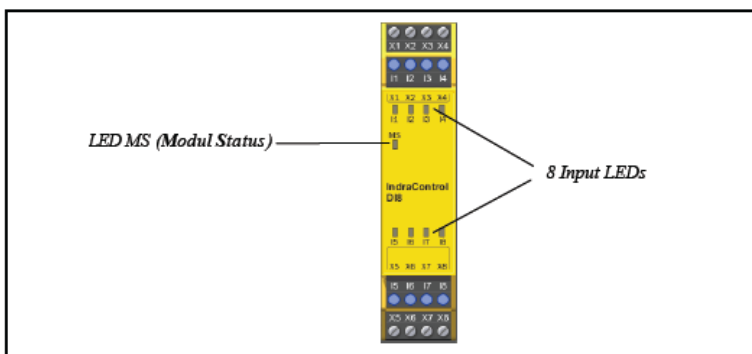 X1 X2 X3 X4
I1 I2 I3 I4
X1 X2 X3 X4
I1 I2 I3 I4
MS
LED MS (Modul Status)
8 Input LEDs
IndraControl
DI8
I5 I6 I7 I8
X5 X6 X7 X8
I5 I6 I7 I8
X5 X6 X7 X8